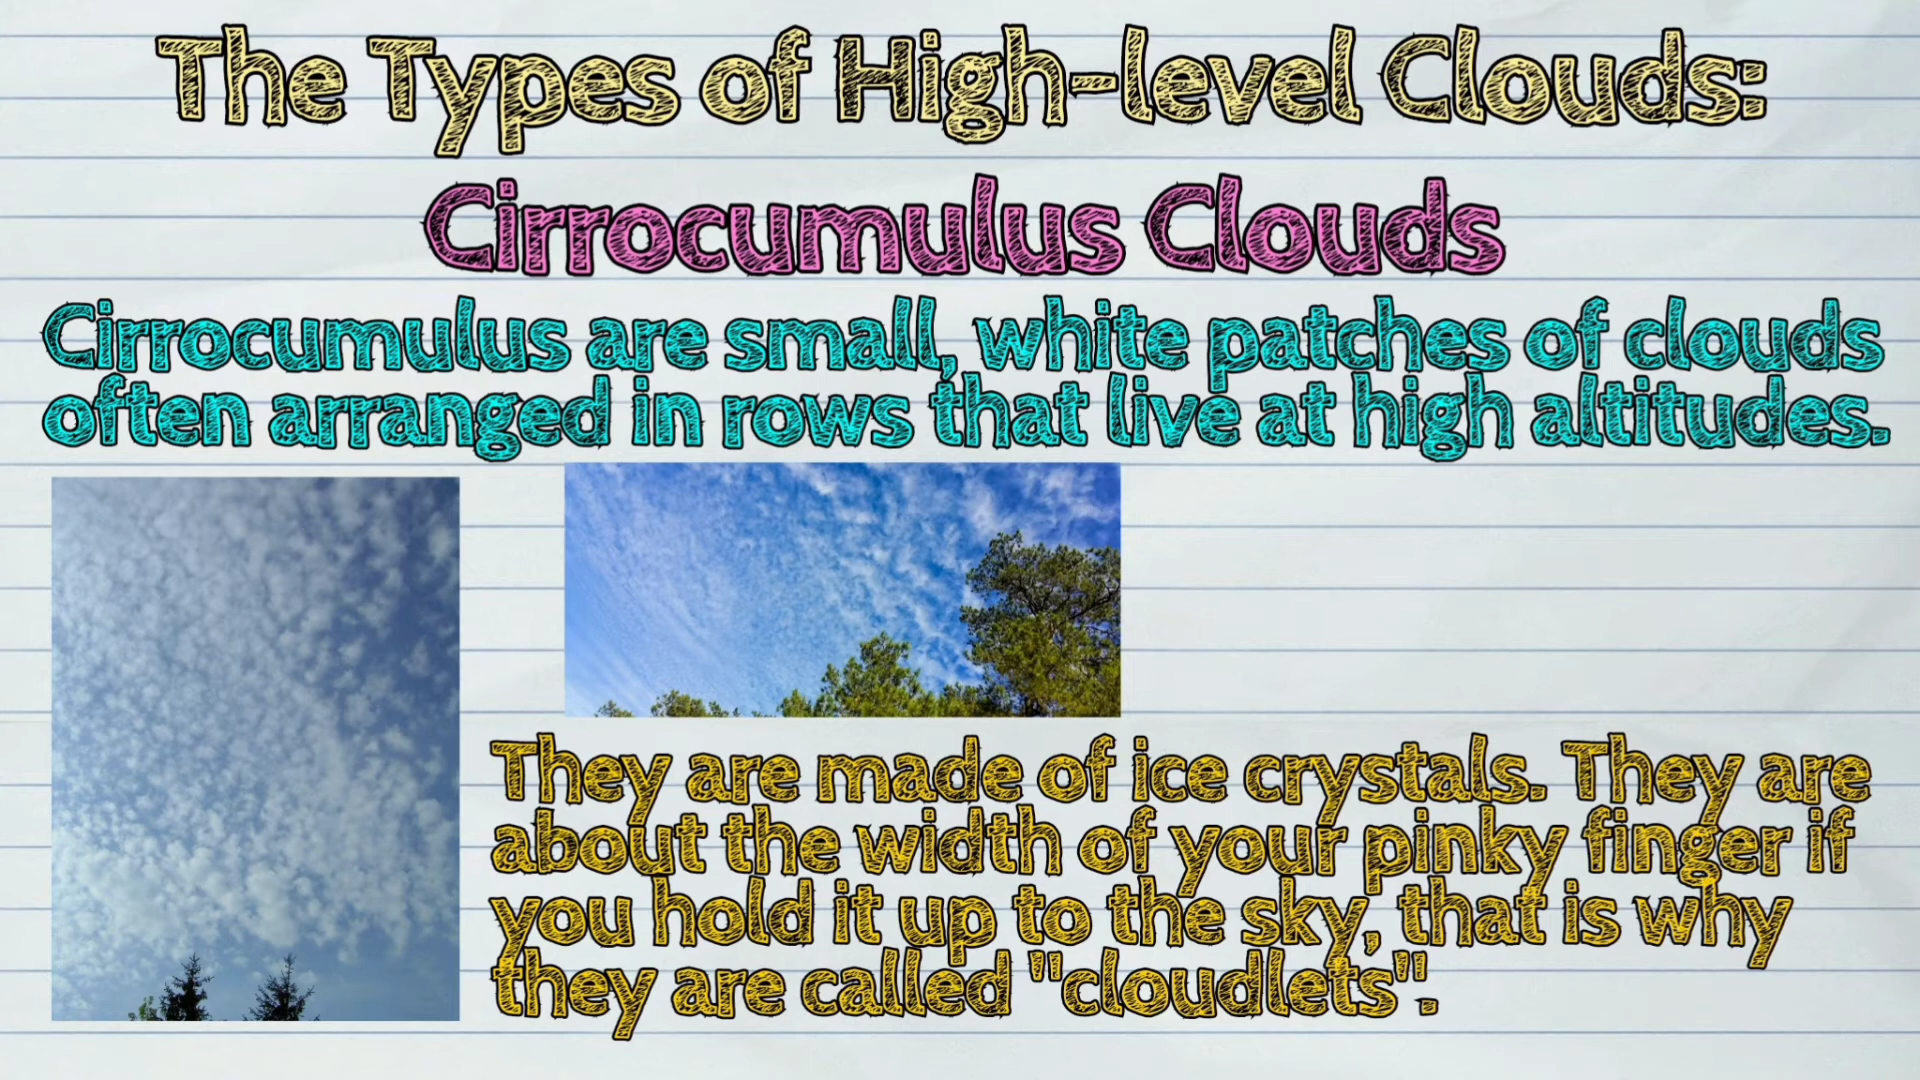 The Types of High-level Clouds:
Cirrocumulus Clouds
Cirrocumulus are small, white patches of clouds
often arranged in rows that live at high altitudes.
They are made of ice crystals. They are
about the width of your pinky finger if
you hold it up to the sky, that is why
they are called "cloudlets".